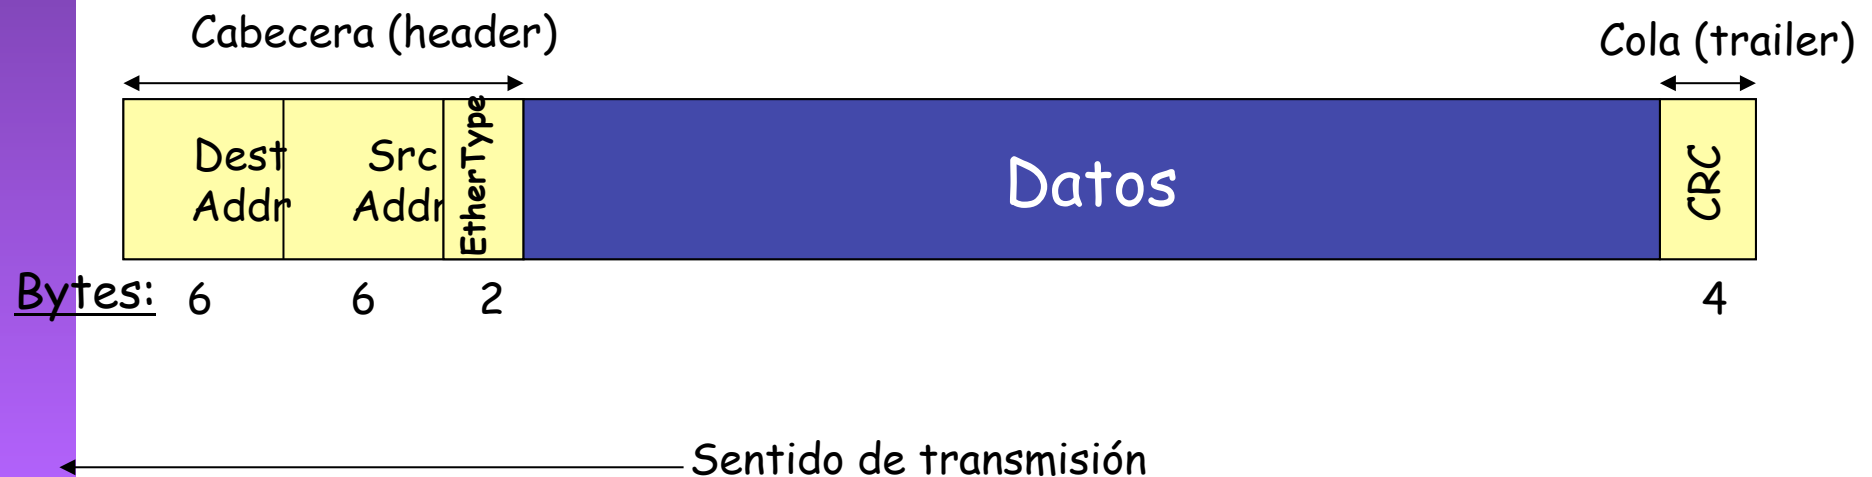 Cabecera (header)
Cola (trailer)
Dest
Addr
Src
Addr
EtherType
Datos
CRC
Bytes: 6 6 2 4
Sentido de transmisión